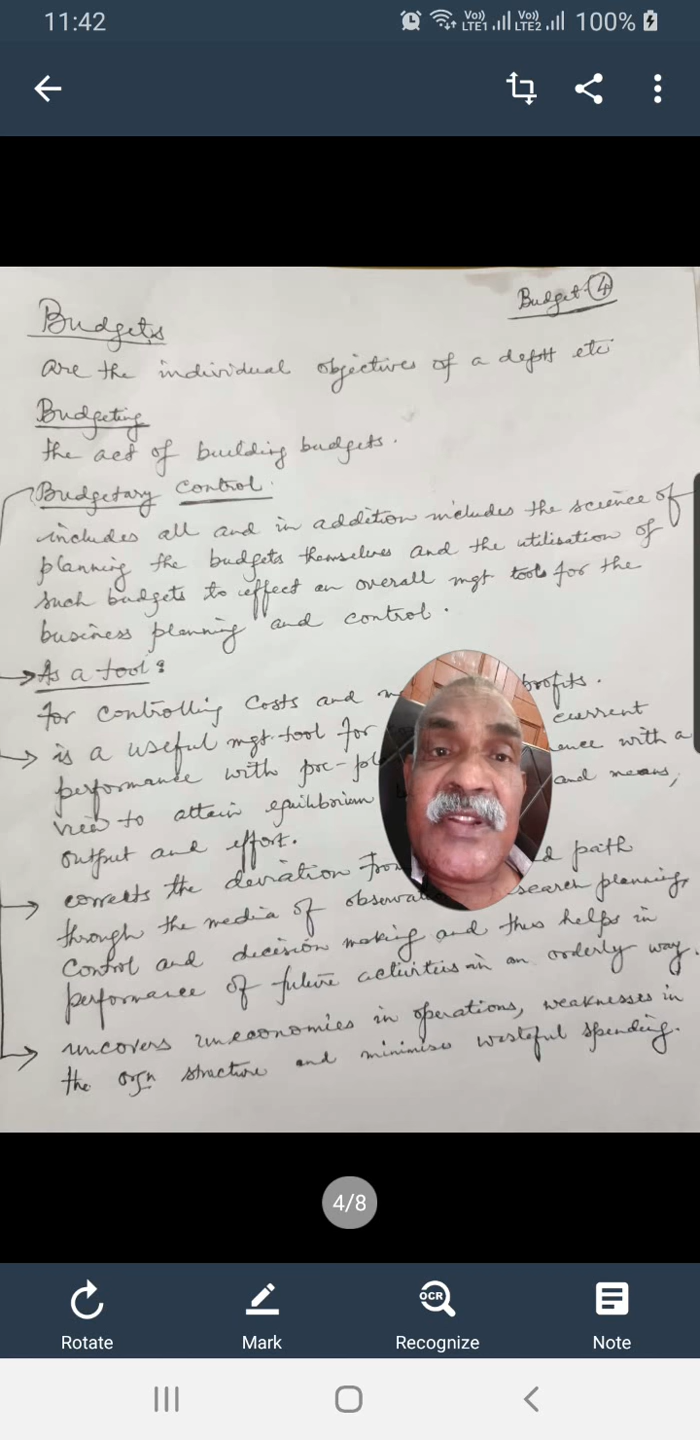 11:42 Vo)) LTE1 Vo)) LTE2 100%
Budget 4
Budgets
are the individual objectives of a deptt etc
Budgeting
the act of building budgets.
Budgetary Control.
includes all and in addition includes the science of
planning the budgets themselves and the utilisation of
such budgets to effect an overall mgt tools for the
business planning and control.
As a tool:
for controlling costs and profits.
is a useful mgt tool for current
performance with pre- with a
view to attain equilibrium and means,
output and effort.
corrects the deviation path
through the media of planning,
control and decision making and thus helps in
performance of future activities in an orderly way.
uncovers uneconomies in operations, weaknesses in
the orgn structure and minimises wasteful spending.
4/8
OCR
Rotate Mark Recognize Note